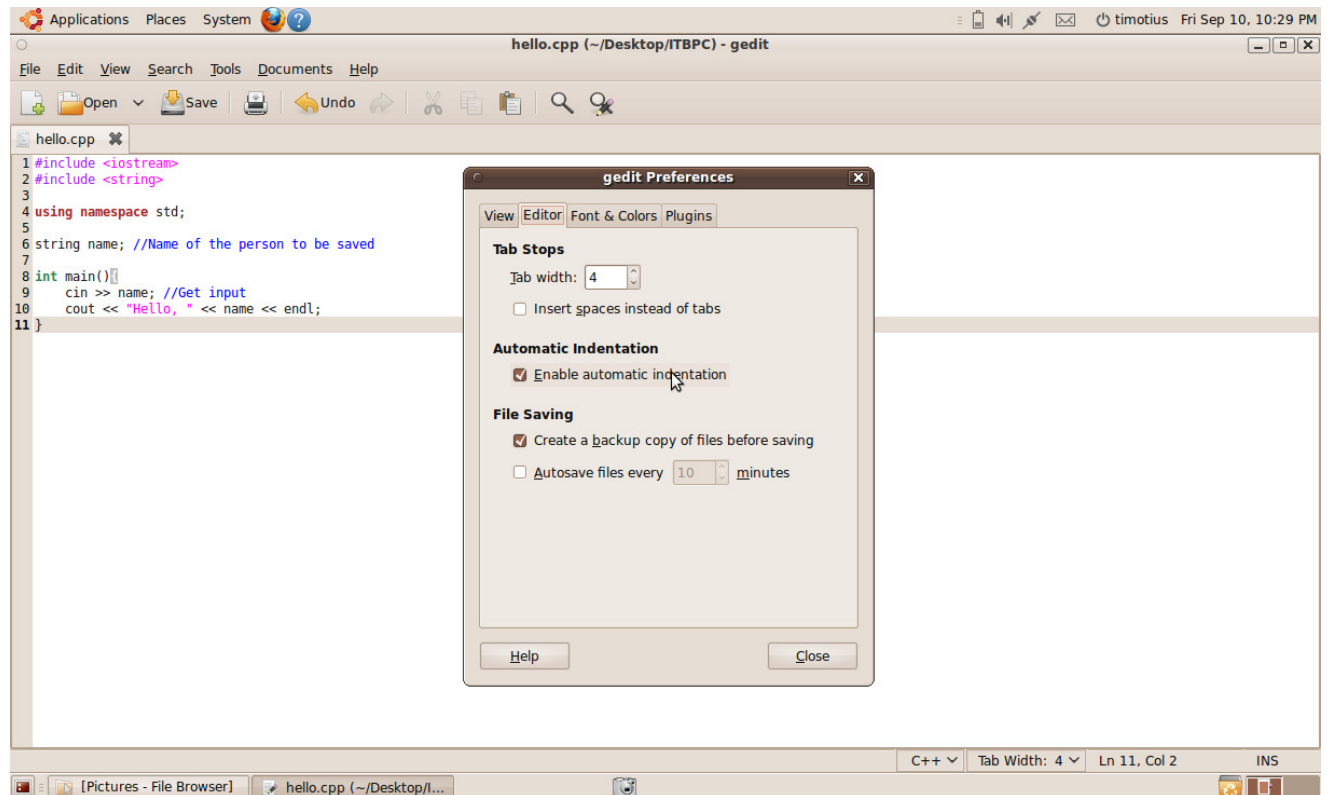 Applications Places System timotius Fri Sep 10, 10:29 PM
hello.cpp (~/Desktop/ITBPC) - gedit
File Edit View Search Tools Documents Help
Open Save Undo
hello.cpp
1 #include <iostream>
2 #include <string>
3
4 using namespace std;
5
6 string name; //Name of the person to be saved
7
8 int main(){
9     cin >> name; //Get input
10     cout << "Hello, " << name << endl;
11 }
gedit Preferences
View Editor Font & Colors Plugins
Tab Stops
Tab width: 4
Insert spaces instead of tabs
Automatic Indentation
Enable automatic indentation
File Saving
Create a backup copy of files before saving
Autosave files every 10 minutes
Help Close
C++ Tab Width: 4 Ln 11, Col 2 INS
[Pictures - File Browser] hello.cpp (~/Desktop/I...